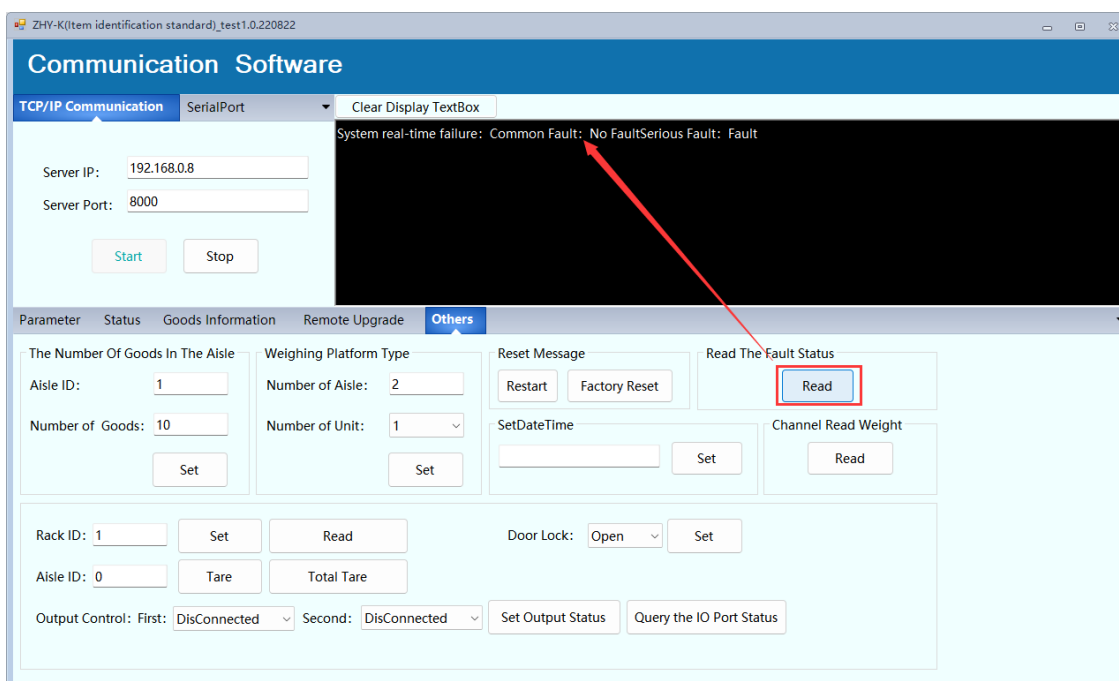 ZHY-K(Item identification standard)_test1.0.220822
Communication Software
TCP/IP Communication SerialPort Clear Display TextBox
System real-time failure: Common Fault: No FaultSerious Fault: Fault
Server IP: 192.168.0.8
Server Port: 8000
Start Stop
Parameter Status Goods Information Remote Upgrade Others
The Number Of Goods In The Aisle Weighing Platform Type Reset Message Read The Fault Status
Aisle ID: 1 Number of Aisle: 2 Restart Factory Reset Read
Number of Goods: 10 Number of Unit: 1 SetDateTime Channel Read Weight
Set Set Set Read
Rack ID: 1 Set Read Door Lock: Open Set
Aisle ID: 0 Tare Total Tare
Output Control: First: DisConnected Second: DisConnected Set Output Status Query the IO Port Status